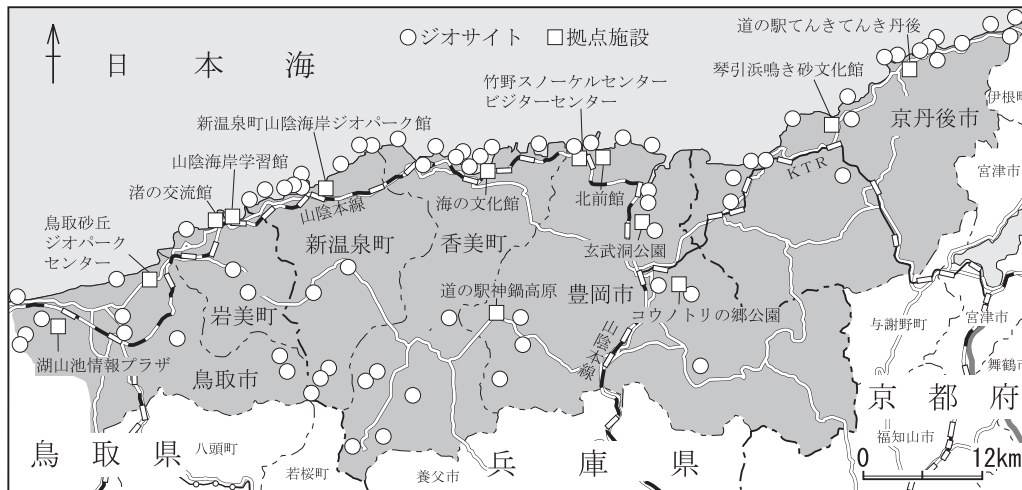 道の駅てんきてんき丹後
○ジオサイト □拠点施設
日本海
竹野スノーケルセンター
ビジターセンター
琴引浜鳴き砂文化館
京丹後市
伊根町
新温泉町山陰海岸ジオパーク館
山陰海岸学習館
渚の交流館
宮津市
KTR
山陰本線
海の文化館
北前館
鳥取砂丘
ジオパーク
センター
新温泉町
香美町
玄武洞公園
道の駅神鍋高原
豊岡市
コウノトリの郷公園
岩美町
与謝野町
宮津市
山陰本線
湖山池情報プラザ
鳥取市
舞鶴市
京都府
鳥取県
八頭町
若桜町
養父市
兵庫県
福知山市
0 12km